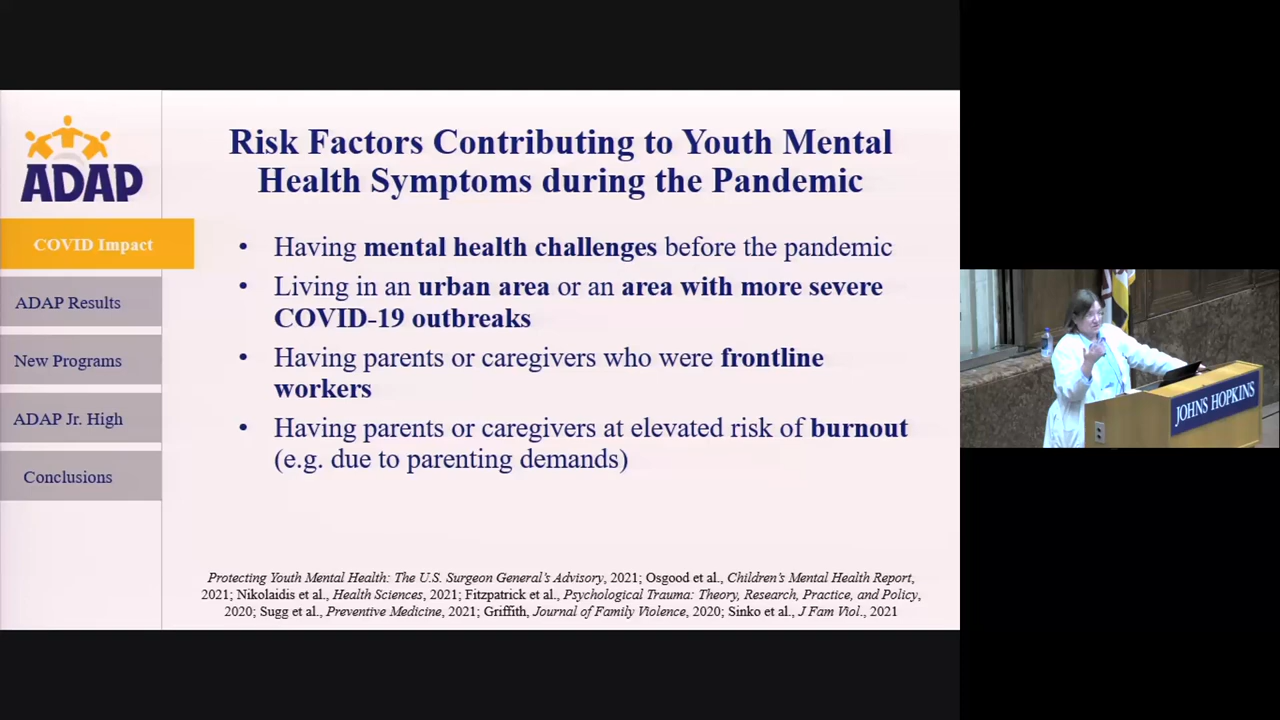 ADAP
COVID Impact
ADAP Results
New Programs
ADAP Jr. High
Conclusions
Risk Factors Contributing to Youth Mental
Health Symptoms during the Pandemic
• Having mental health challenges before the pandemic
• Living in an urban area or an area with more severe
COVID-19 outbreaks
• Having parents or caregivers who were frontline
workers
• Having parents or caregivers at elevated risk of burnout
(e.g. due to parenting demands)
Protecting Youth Mental Health: The U.S. Surgeon General's Advisory, 2021; Osgood et al., Children's Mental Health Report,
2021; Nikolaidis et al., Health Sciences, 2021; Fitzpatrick et al., Psychological Trauma: Theory, Research, Practice, and Policy,
2020; Sugg et al., Preventive Medicine, 2021; Griffith, Journal of Family Violence, 2020; Sinko et al., J Fam Viol., 2021
JOHNS HOPKINS